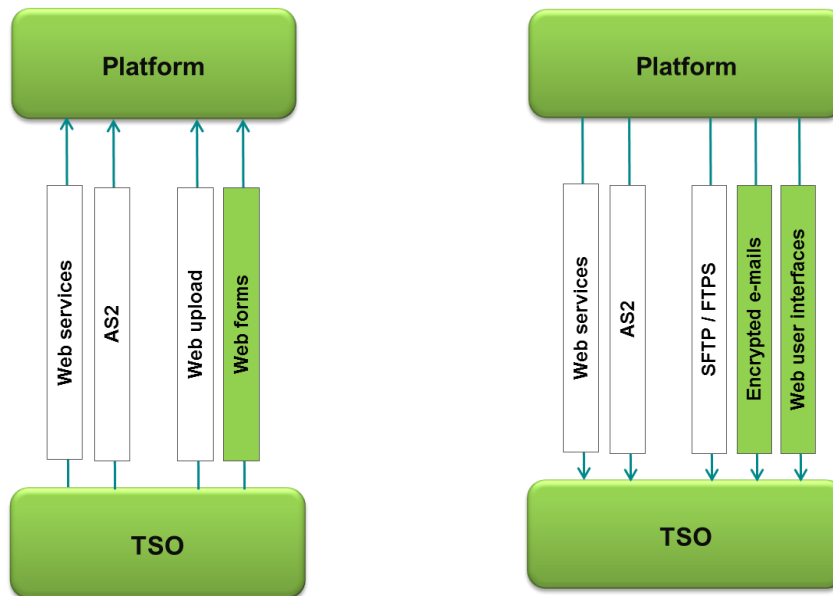 Platform
Web services
AS2
Web upload
Web forms
TSO
Platform
Web services
AS2
SFTP / FTPS
Encrypted e-mails
Web user interfaces
TSO